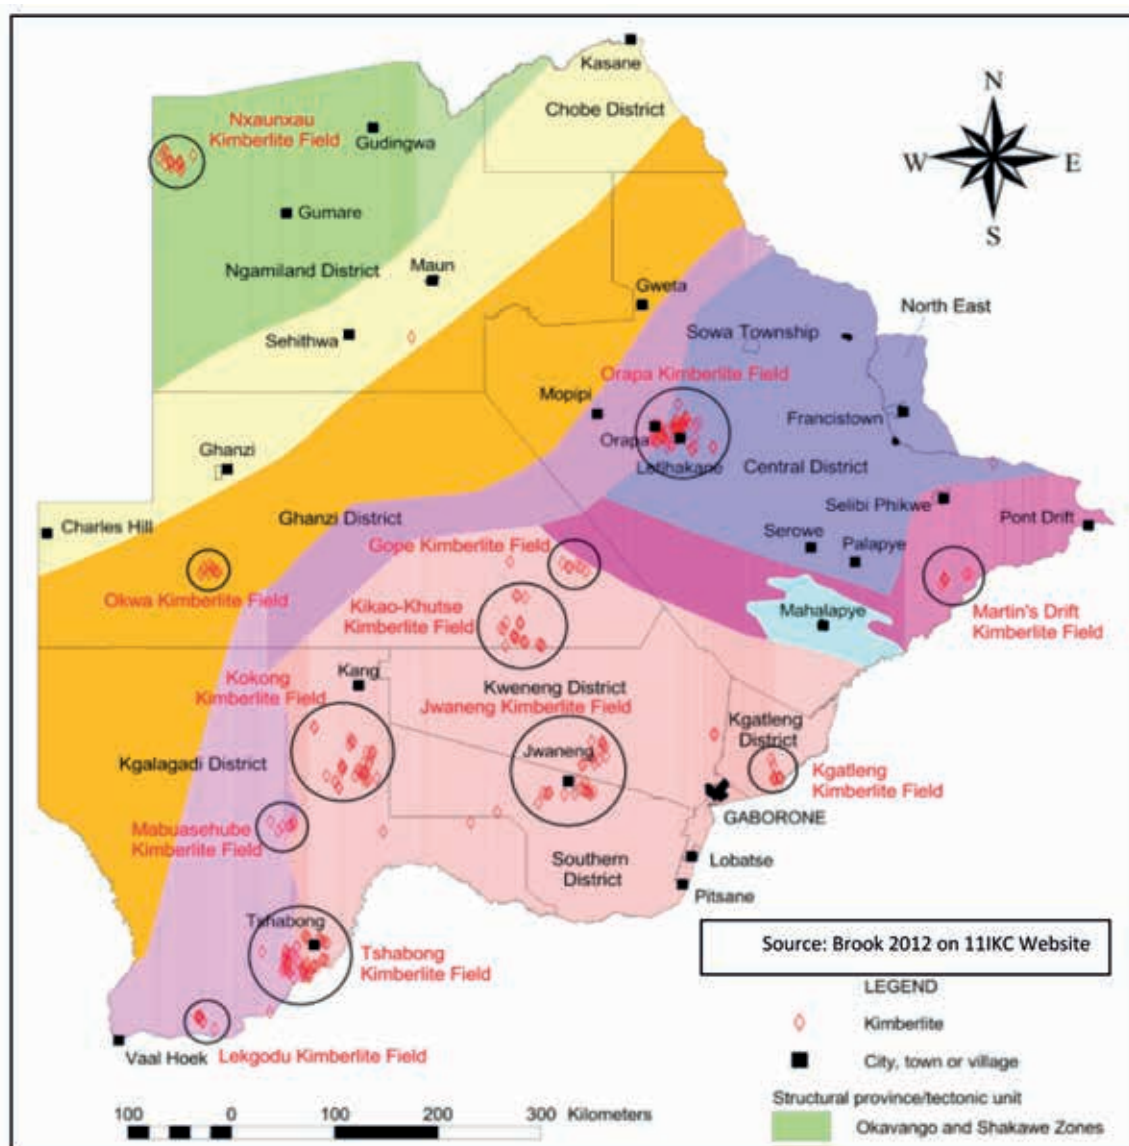 Kasane
Chobe District
N
W
E
S
Nxaunxau
Kimberlite Field
Gudingwa
Gumare
Ngamiland District
Maun
Sehithwa
Gweta
North East
Sowa Township
Orapa Kimberlite Field
Mopipi
Francistown
Orapa
Letlhakane
Central District
Ghanzi
Selibi Phikwe
Pont Drift
Charles Hill
Ghanzi District
Serowe
Palapye
Gope Kimberlite Field
Okwa Kimberlite Field
Kikao-Khutse
Kimberlite Field
Mahalapye
Martin's Drift
Kimberlite Field
Kokong
Kimberlite Field
Kang
Kweneng District
Jwaneng Kimberlite Field
Kgatleng
District
Jwaneng
Kgalagadi District
Kgatleng
Kimberlite Field
GABORONE
Mabuasehube
Kimberlite Field
Southern
District
Lobatse
Pitsane
Tshabong
Tshabong
Kimberlite Field
Source: Brook 2012 on 11IKC Website
LEGEND
Kimberlite
City, town or village
Vaal Hoek
Lekgodu Kimberlite Field
100 0 100 200 300 Kilometers
Structural province/tectonic unit
Okavango and Shakawe Zones